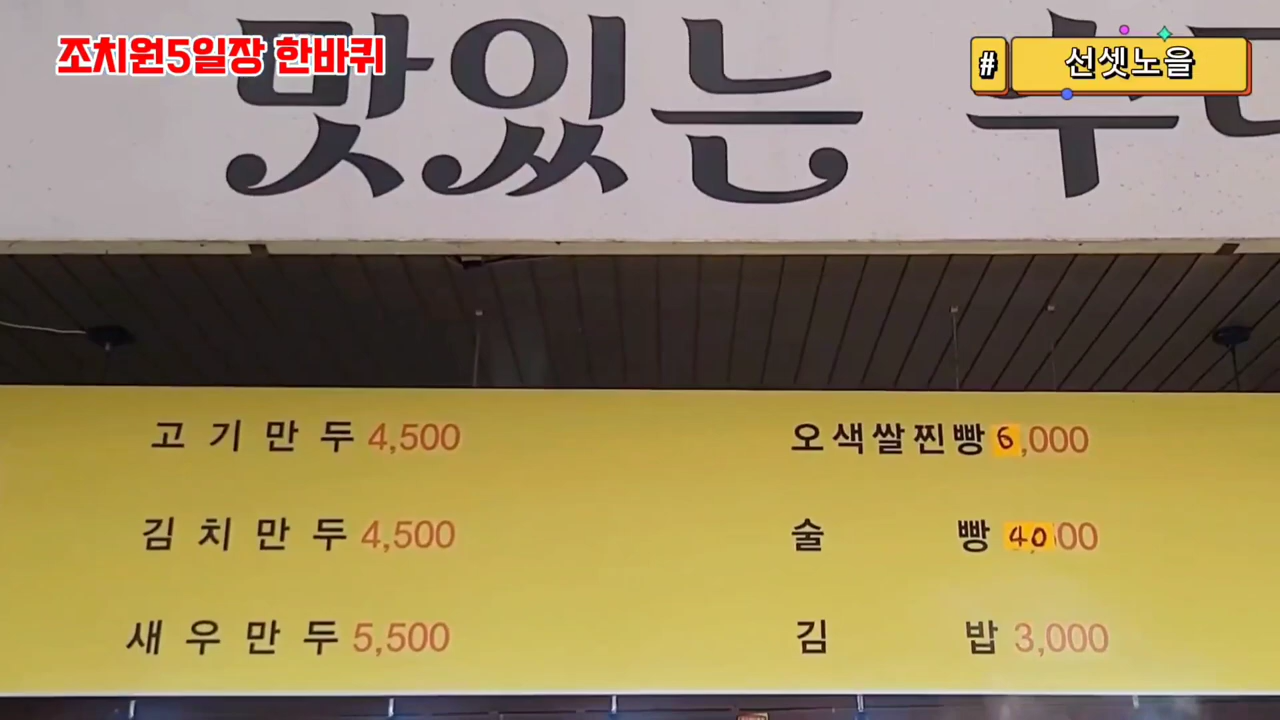 조치원5일장 한바퀴
# 선셋노을
맛있는
고기만두 4,500
김치만두 4,500
새우만두 5,500
오색쌀찐빵 6,000
술빵 4000
김밥 3,000